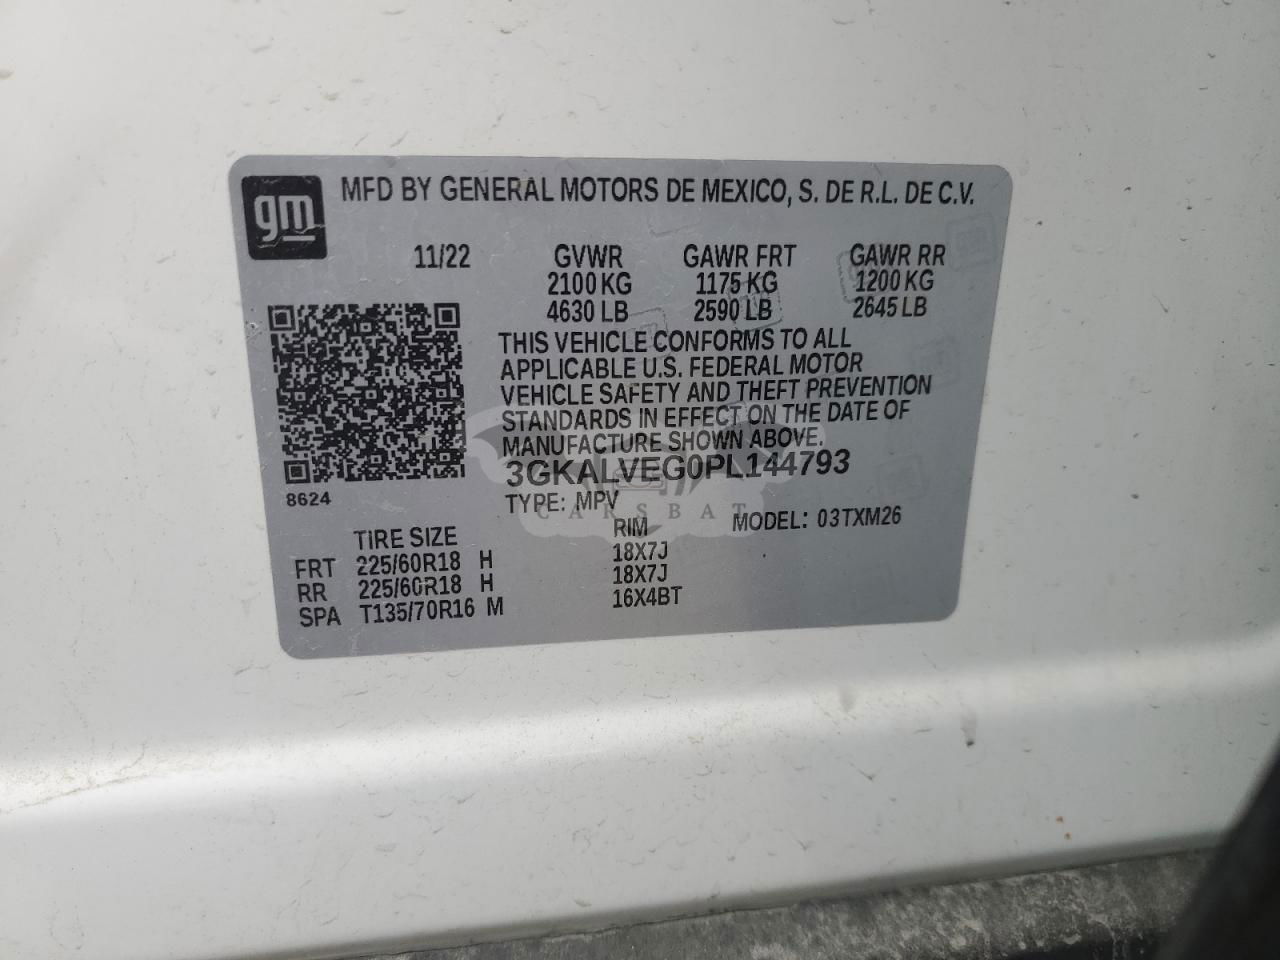 gm
MFD BY GENERAL MOTORS DE MEXICO, S. DE R.L. DE C.V.
11/22 GVWR GAWR FRT GAWR RR
2100 KG 1175 KG 1200 KG
4630 LB 2590 LB 2645 LB
THIS VEHICLE CONFORMS TO ALL
APPLICABLE U.S. FEDERAL MOTOR
VEHICLE SAFETY AND THEFT PREVENTION
STANDARDS IN EFFECT ON THE DATE OF
MANUFACTURE SHOWN ABOVE.
3GKALVEG0PL144793
8624
TYPE: MPV MODEL: 03TXM26
CARSBAT
TIRE SIZE RIM
FRT 225/60R18 H 18X7J
RR 225/60R18 H 18X7J
SPA T135/70R16 M 16X4BT